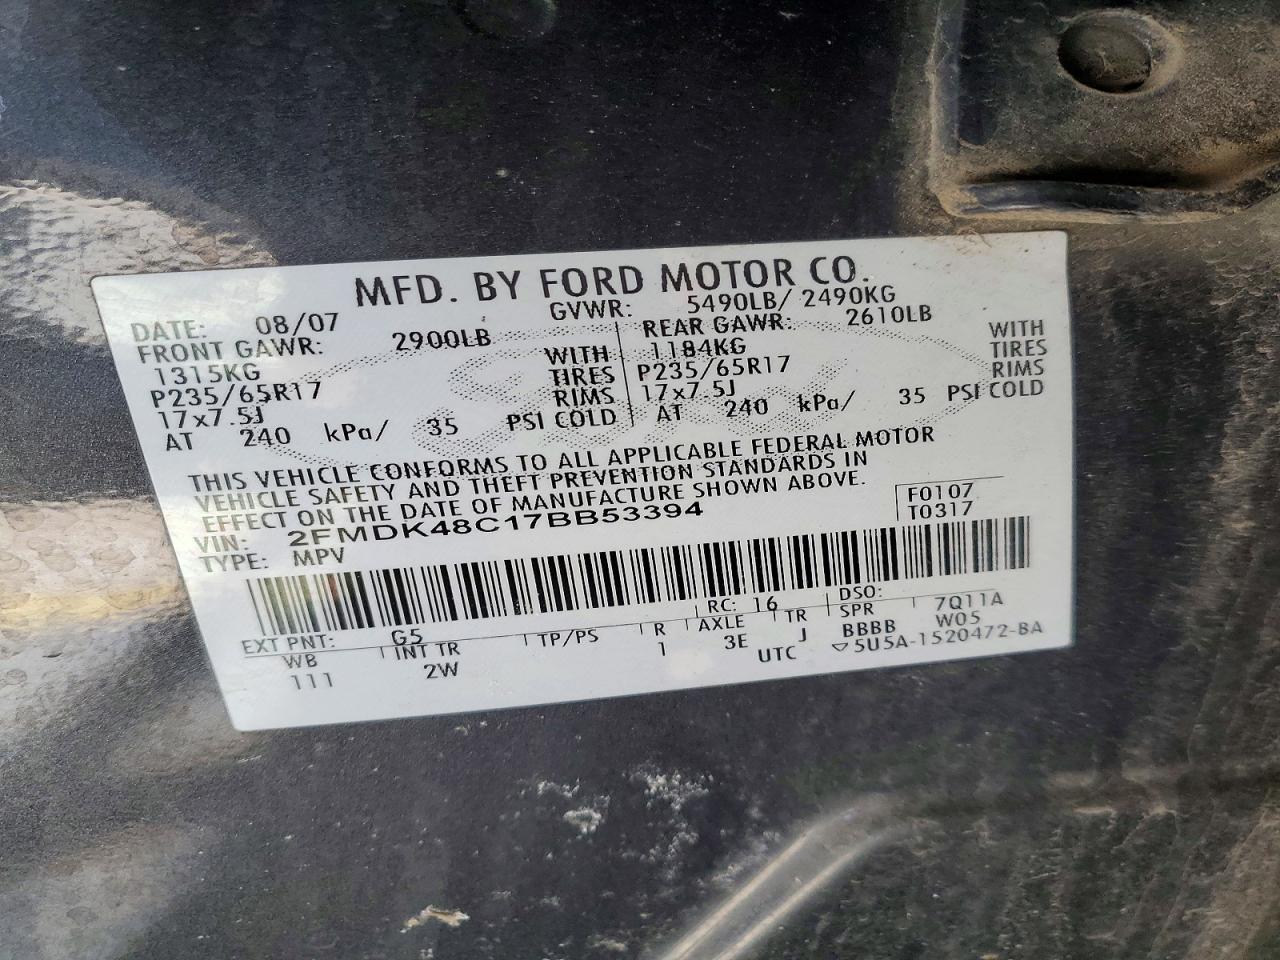 MFD. BY FORD MOTOR CO.
DATE: 08/07 GVWR: 5490LB/ 2490KG
FRONT GAWR: 2900LB REAR GAWR: 2610LB
1315KG WITH 1184KG WITH
P235/65R17 TIRES P235/65R17 TIRES
17x7.5J RIMS 17x7.5J RIMS
AT 240 kPa/ 35 PSI COLD AT 240 kPa/ 35 PSI COLD
THIS VEHICLE CONFORMS TO ALL APPLICABLE FEDERAL MOTOR
VEHICLE SAFETY AND THEFT PREVENTION STANDARDS IN
EFFECT ON THE DATE OF MANUFACTURE SHOWN ABOVE.
VIN: 2FMDK48C17BB53394 F0107
TYPE: MPV T0317
EXT PNT: G5 RC: 16 DSO:
WB INT TR TP/PS R AXLE TR SPR 7Q11A
111 2W 1 3E J BBBB W05
UTC ▽5U5A-1520472-BA